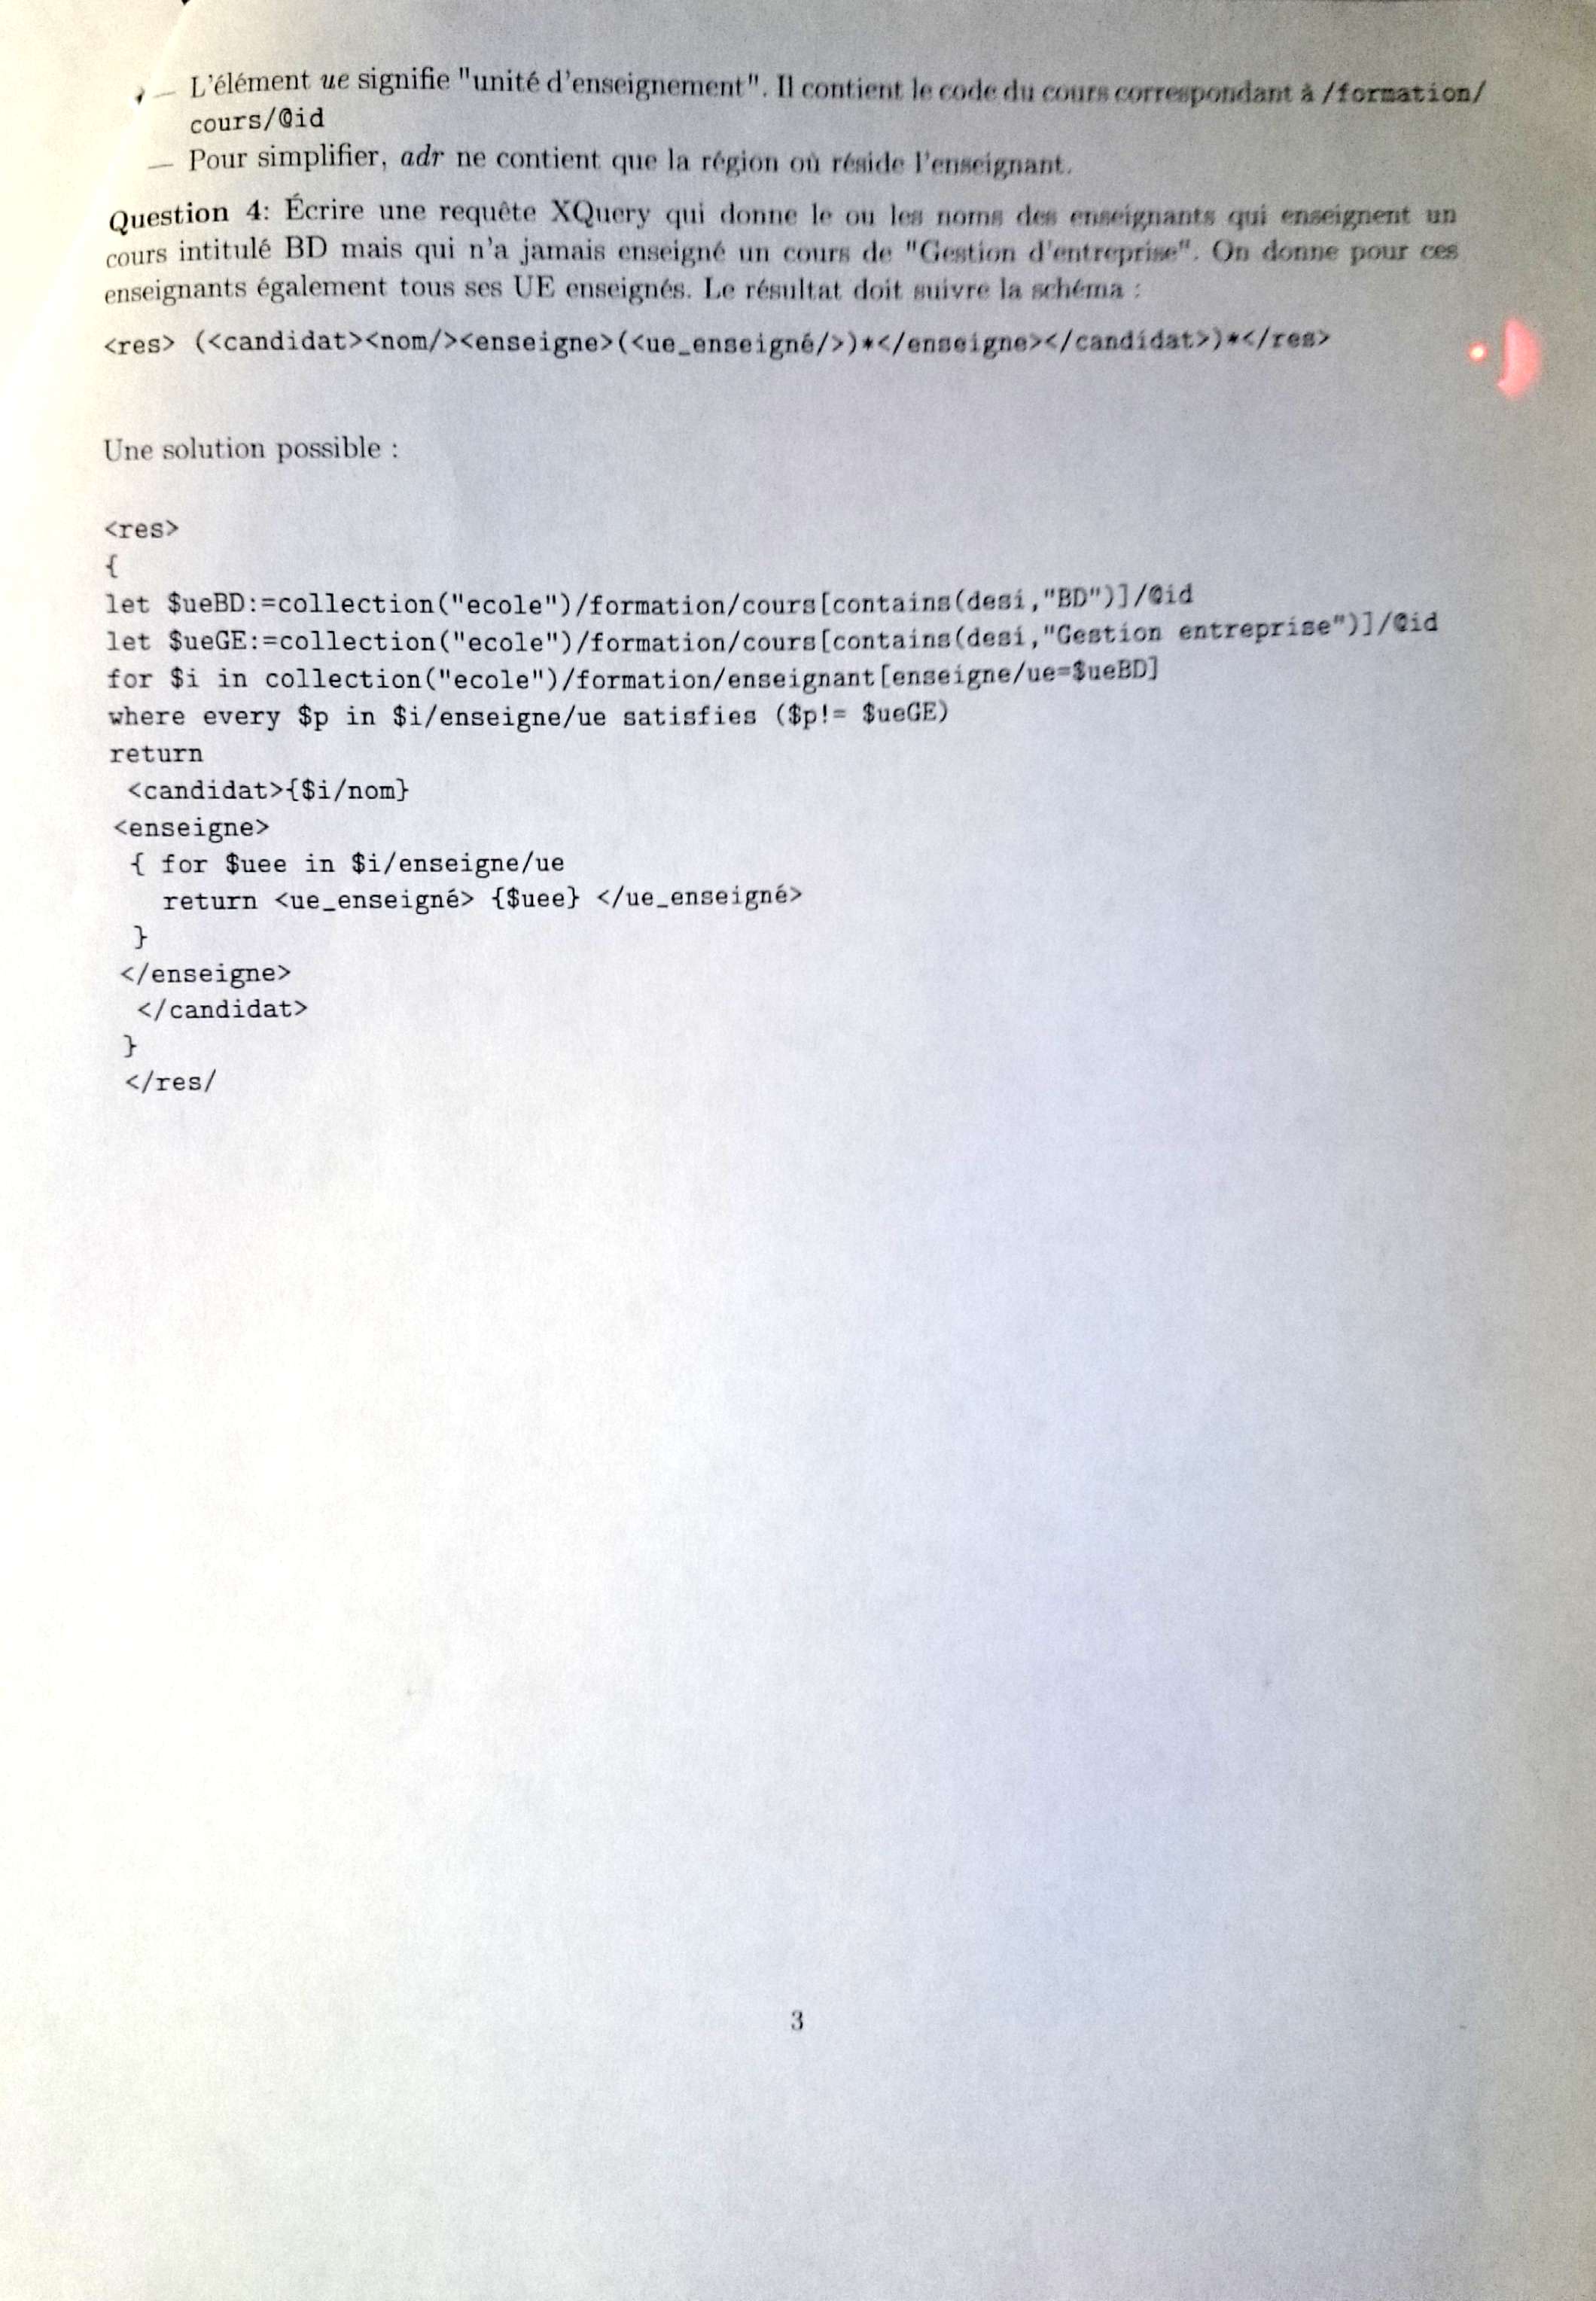 — L'élément ue signifie "unité d'enseignement". Il contient le code du cours correspondant à /formation/
cours/@id
— Pour simplifier, adr ne contient que la région où réside l'enseignant.
Question 4: Écrire une requête XQuery qui donne le ou les noms des enseignants qui enseignent un
cours intitulé BD mais qui n'a jamais enseigné un cours de "Gestion d'entreprise". On donne pour ces
enseignants également tous ses UE enseignés. Le résultat doit suivre la schéma :
<res> (<candidat><nom/><enseigne>(<ue_enseigné/>)*</enseigne></candidat>)*</res>
Une solution possible :
<res>
{
let $ueBD:=collection("ecole")/formation/cours[contains(desi,"BD")]/@id
let $ueGE:=collection("ecole")/formation/cours[contains(desi,"Gestion entreprise")]/@id
for $i in collection("ecole")/formation/enseignant[enseigne/ue=$ueBD]
where every $p in $i/enseigne/ue satisfies ($p!= $ueGE)
return
<candidat>{$i/nom}
<enseigne>
{ for $uee in $i/enseigne/ue
return <ue_enseigné> {$uee} </ue_enseigné>
}
</enseigne>
</candidat>
}
</res/
3